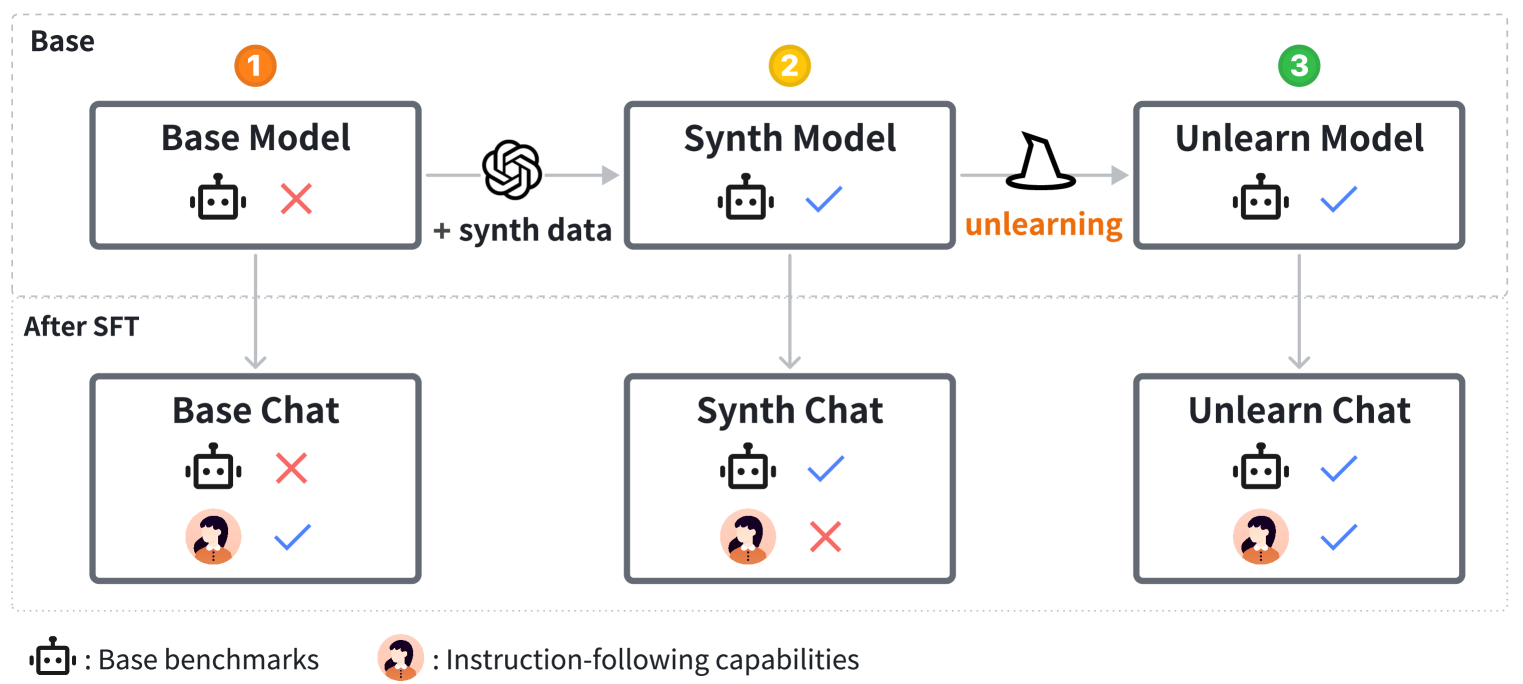 Base
1
2
3
Base Model
Synth Model
Unlearn Model
+ synth data
unlearning
After SFT
Base Chat
Synth Chat
Unlearn Chat
: Base benchmarks
: Instruction-following capabilities